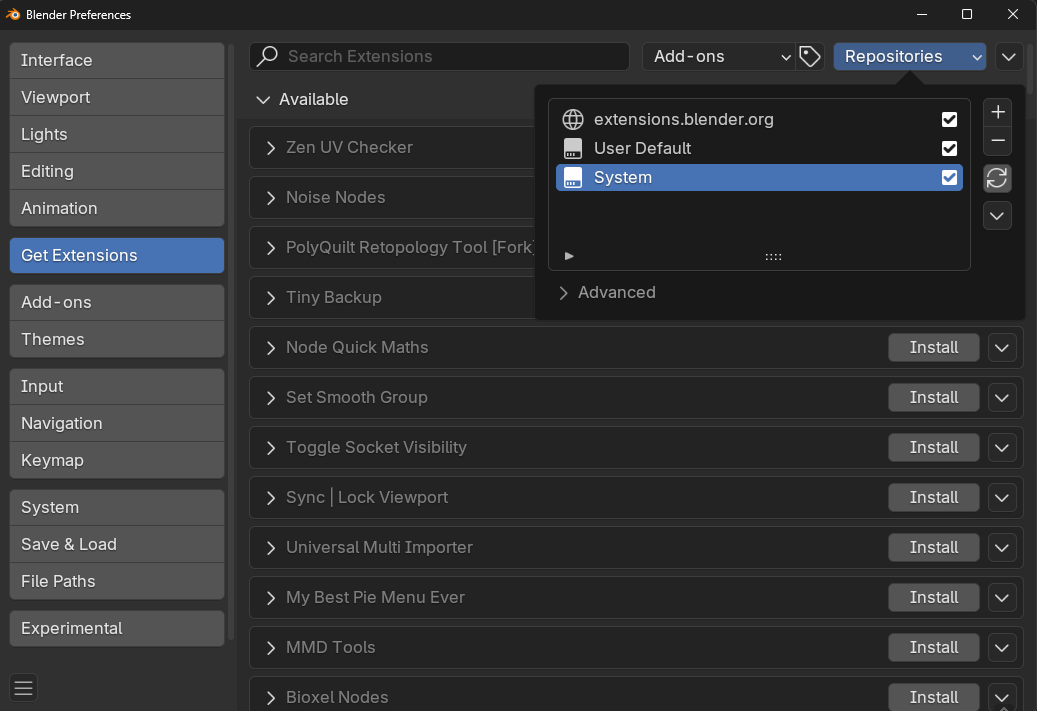 Blender Preferences
Interface
Viewport
Lights
Editing
Animation
Get Extensions
Add-ons
Themes
Input
Navigation
Keymap
System
Save & Load
File Paths
Experimental
Search Extensions
Add-ons
Repositories
Available
extensions.blender.org
User Default
System
Advanced
Zen UV Checker
Noise Nodes
PolyQuilt Retopology Tool [Fork]
Tiny Backup
Node Quick Maths Install
Set Smooth Group Install
Toggle Socket Visibility Install
Sync | Lock Viewport Install
Universal Multi Importer Install
My Best Pie Menu Ever Install
MMD Tools Install
Bioxel Nodes Install